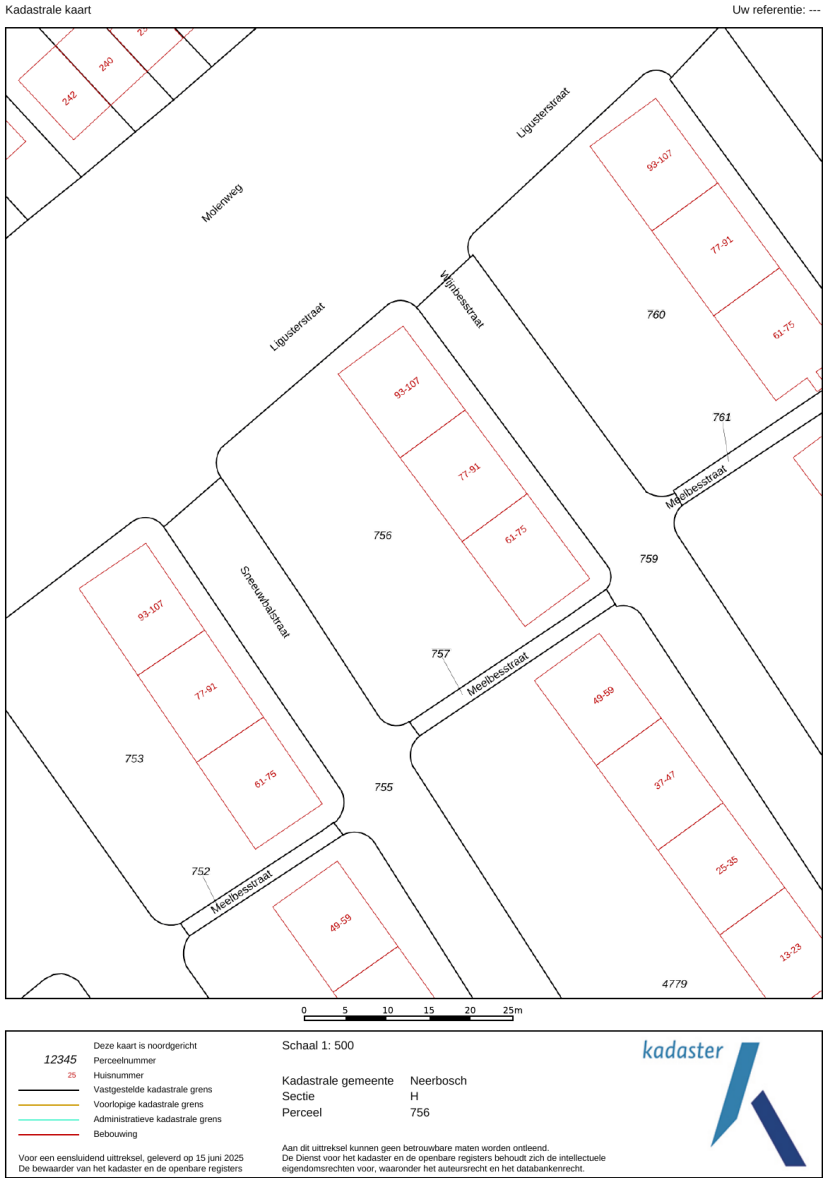 Kadastrale kaart
Uw referentie: ---
242
240
Molenweg
Ligusterstraat
93-107
77-91
61-75
760
761
Meelbesstraat
Wijnbesstraat
Ligusterstraat
93-107
77-91
61-75
756
759
757
Meelbesstraat
Sneeuwbalstraat
93-107
77-91
61-75
753
755
752
Meelbesstraat
49-59
49-59
37-47
25-35
13-23
4779
0 5 10 15 20 25m
Deze kaart is noordgericht
12345 Perceelnummer
25 Huisnummer
Vastgestelde kadastrale grens
Voorlopige kadastrale grens
Administratieve kadastrale grens
Bebouwing
Voor een eensluidend uittreksel, geleverd op 15 juni 2025
De bewaarder van het kadaster en de openbare registers
Schaal 1: 500
Kadastrale gemeente Neerbosch
Sectie H
Perceel 756
Aan dit uittreksel kunnen geen betrouwbare maten worden ontleend.
De Dienst voor het kadaster en de openbare registers behoudt zich de intellectuele
eigendomsrechten voor, waaronder het auteursrecht en het databankenrecht.
kadaster